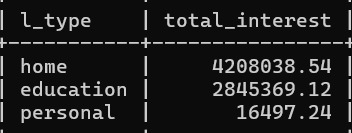 | l_type | total_interest |
+-----------+----------------+
| home | 4208038.54 |
| education | 2845369.12 |
| personal | 16497.24 |